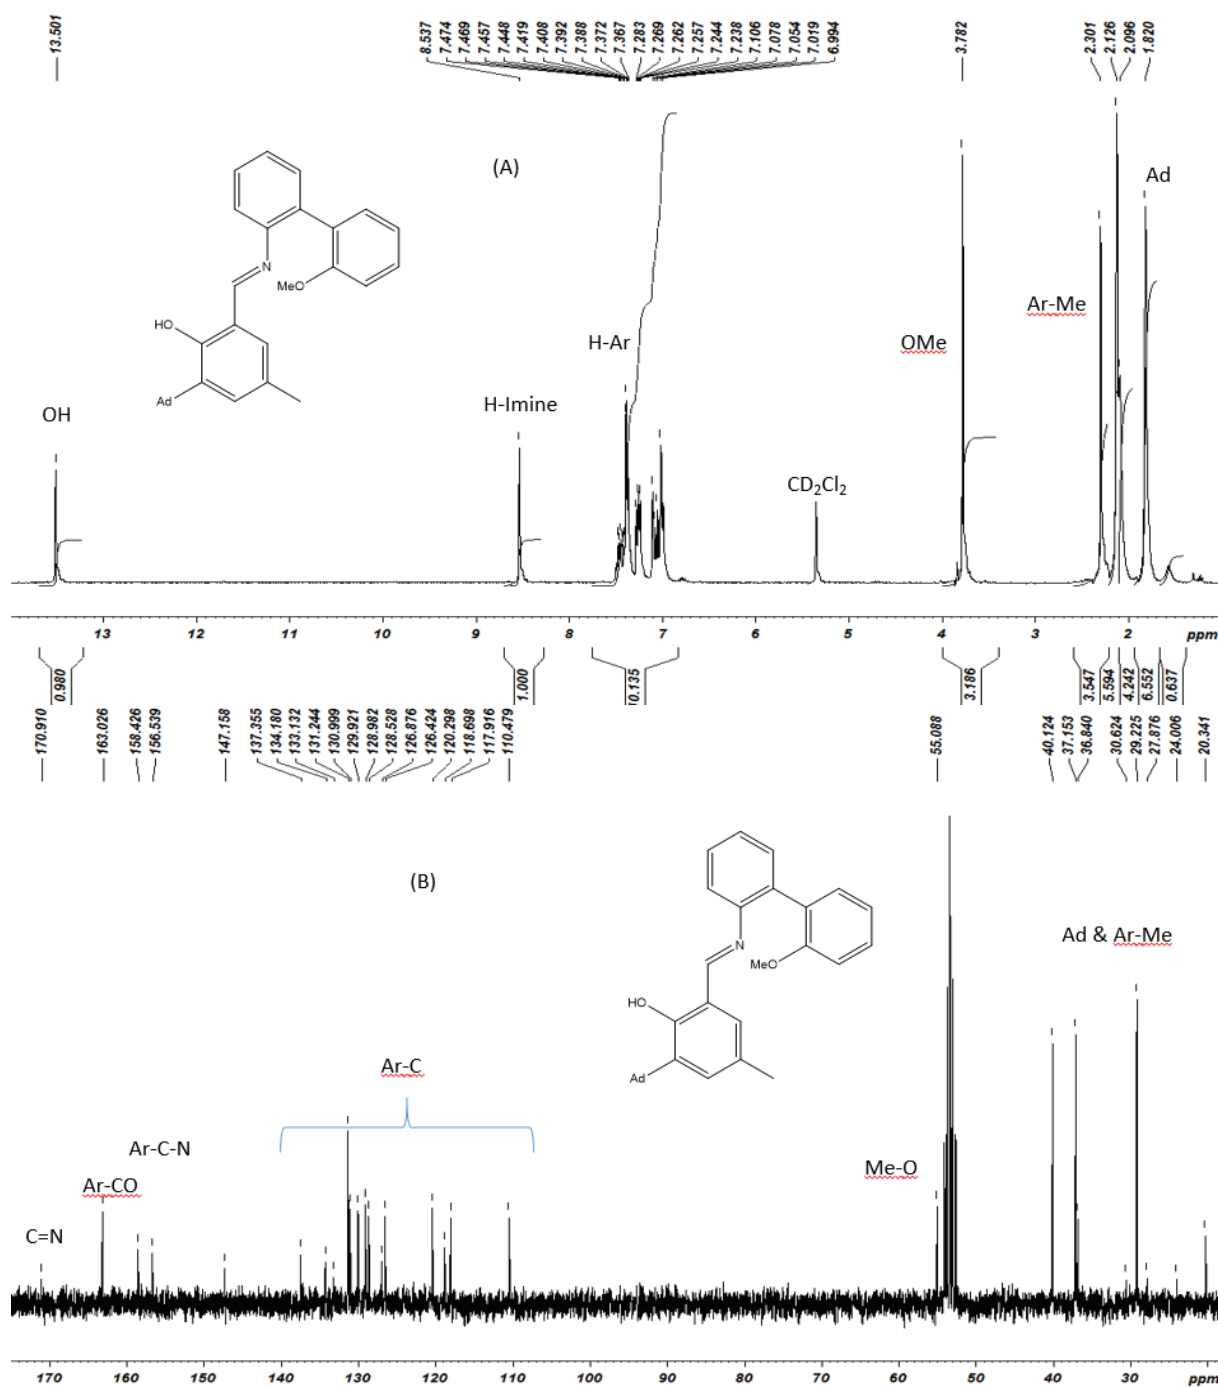 13.501
8.537
7.474
7.469
7.457
7.448
7.419
7.408
7.392
7.388
7.372
7.367
7.283
7.269
7.262
7.257
7.244
7.238
7.106
7.078
7.054
7.019
6.994
3.782
2.301
2.126
2.096
1.820
(A)
Ad
N
MeO
HO
Ad
OH
H-Imine
H-Ar
CD2Cl2
OMe
Ar-Me
13 12 11 10 9 8 7 6 5 4 3 2 ppm
0.980
1.000
10.135
3.186
3.547
5.594
4.242
6.552
0.637
170.910
163.026
158.426
156.539
147.158
137.355
134.180
133.132
131.244
130.999
129.921
128.982
128.528
126.876
126.424
120.298
118.698
117.916
110.479
55.088
40.124
37.153
36.840
30.624
29.225
27.876
24.006
20.341
(B)
N
MeO
HO
Ad
Ad & Ar-Me
Ar-C
Ar-C-N
Ar-CO
C=N
Me-O
170 160 150 140 130 120 110 100 90 80 70 60 50 40 30 ppm